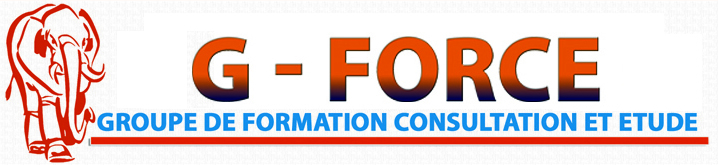 G - FORCE
GROUPE DE FORMATION CONSULTATION ET ETUDE